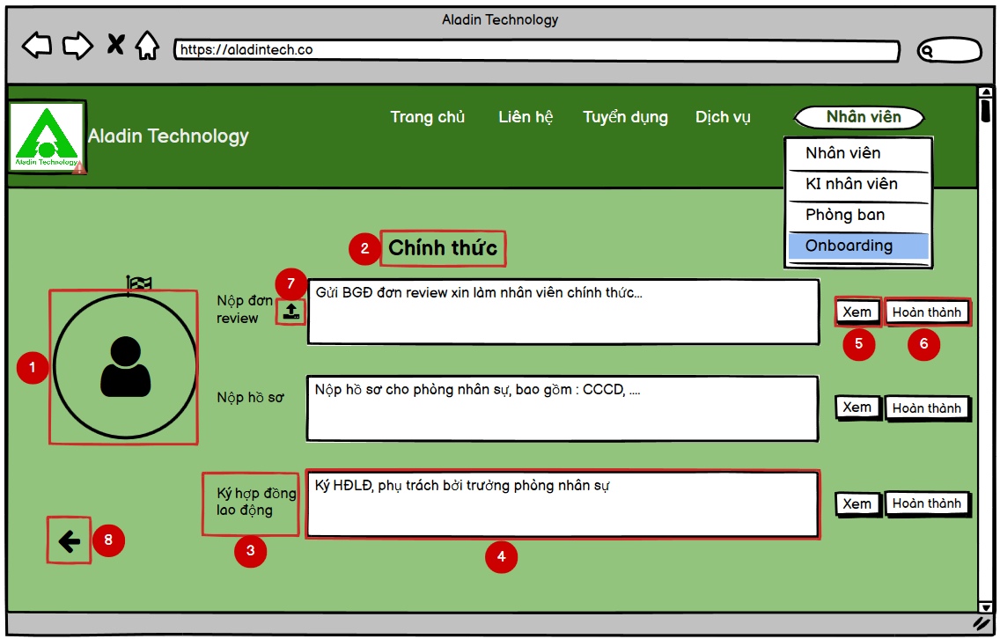 Aladin Technology
https://aladintech.co
Aladin Technology
Aladin Technology
Trang chủ
Liên hệ
Tuyển dụng
Dịch vụ
Nhân viên
Nhân viên
KI nhân viên
Phòng ban
Onboarding
2
Chính thức
1
Nộp đơn
review
7
Gửi BGĐ đơn review xin làm nhân viên chính thức...
Xem
Hoàn thành
5
6
Nộp hồ sơ
Nộp hồ sơ cho phòng nhân sự, bao gồm : CCCD, ....
Xem
Hoàn thành
Ký hợp đồng
lao động
Ký HĐLĐ, phụ trách bởi trưởng phòng nhân sự
Xem
Hoàn thành
8
3
4